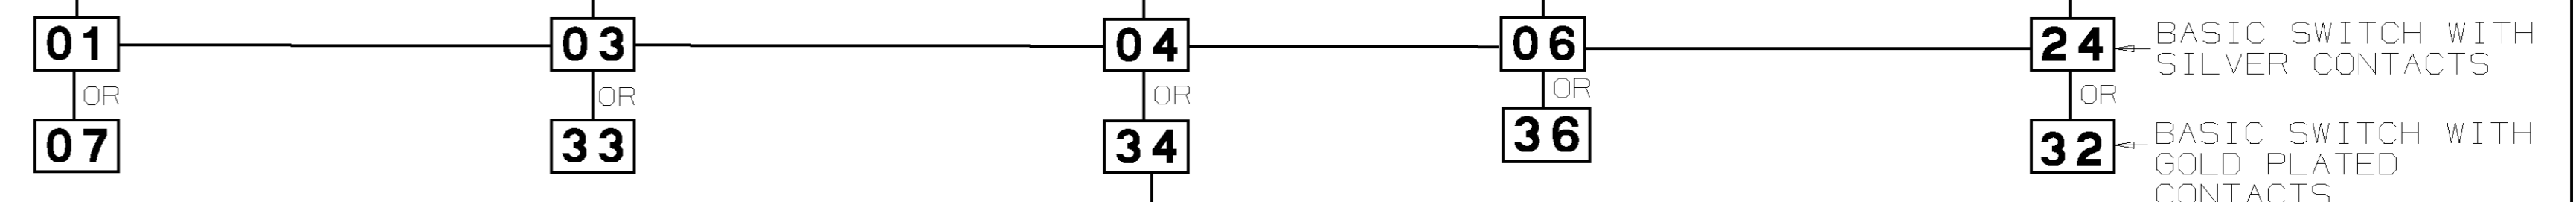 01 03 04 06 24 BASIC SWITCH WITH
SILVER CONTACTS
OR OR OR OR OR
07 33 34 36 32 BASIC SWITCH WITH
GOLD PLATED
CONTACTS